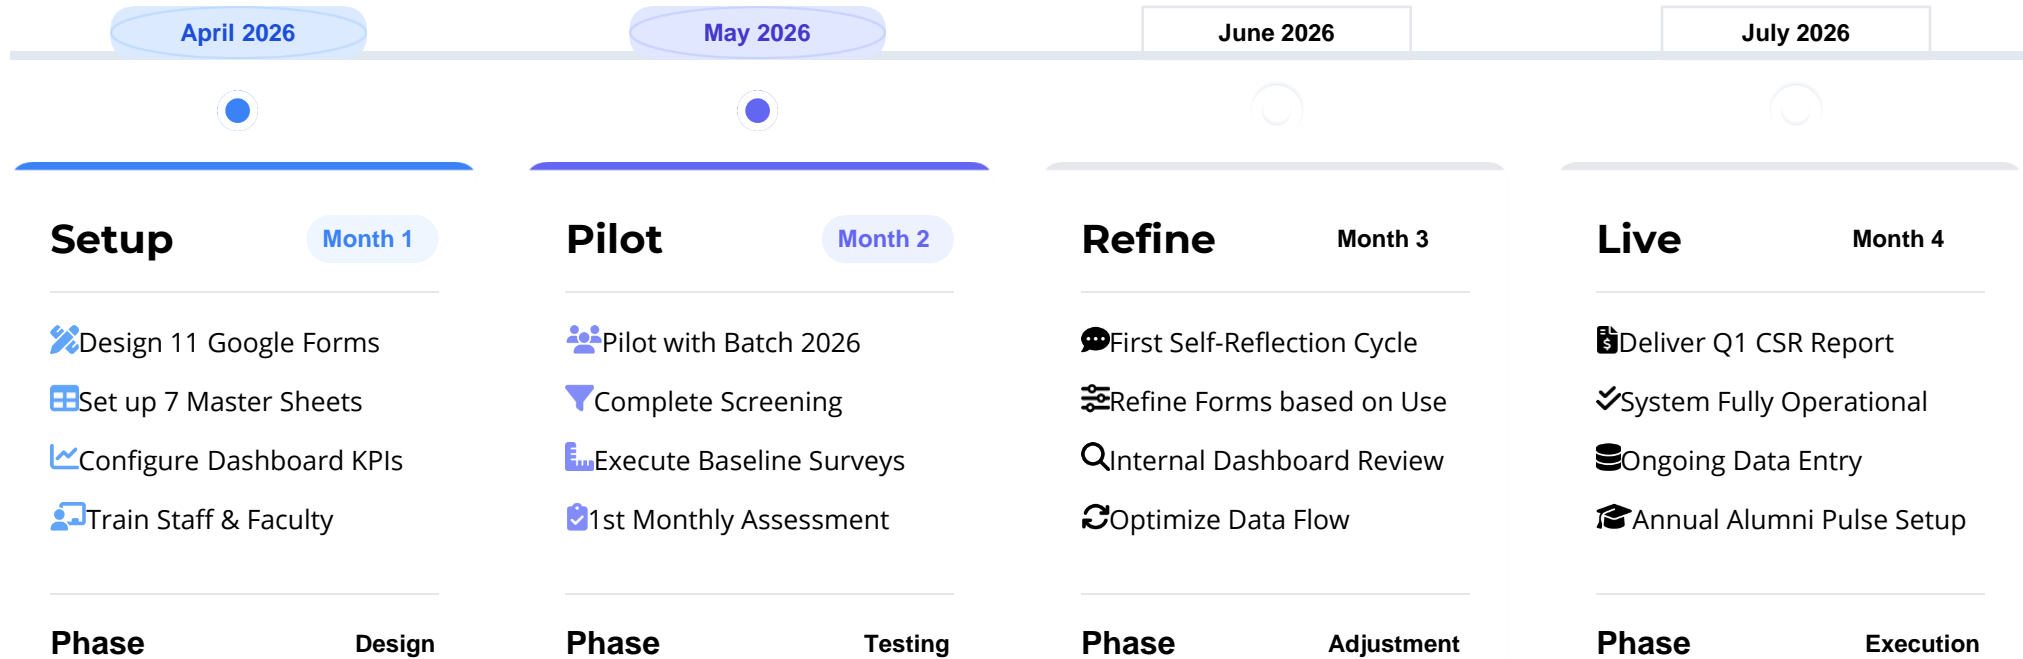 April 2026
May 2026
June 2026
July 2026
Setup
Month 1
Design 11 Google Forms
Set up 7 Master Sheets
Configure Dashboard KPIs
Train Staff & Faculty
Phase
Design
Pilot
Month 2
Pilot with Batch 2026
Complete Screening
Execute Baseline Surveys
1st Monthly Assessment
Phase
Testing
Refine
Month 3
First Self-Reflection Cycle
Refine Forms based on Use
Internal Dashboard Review
Optimize Data Flow
Phase
Adjustment
Live
Month 4
Deliver Q1 CSR Report
System Fully Operational
Ongoing Data Entry
Annual Alumni Pulse Setup
Phase
Execution